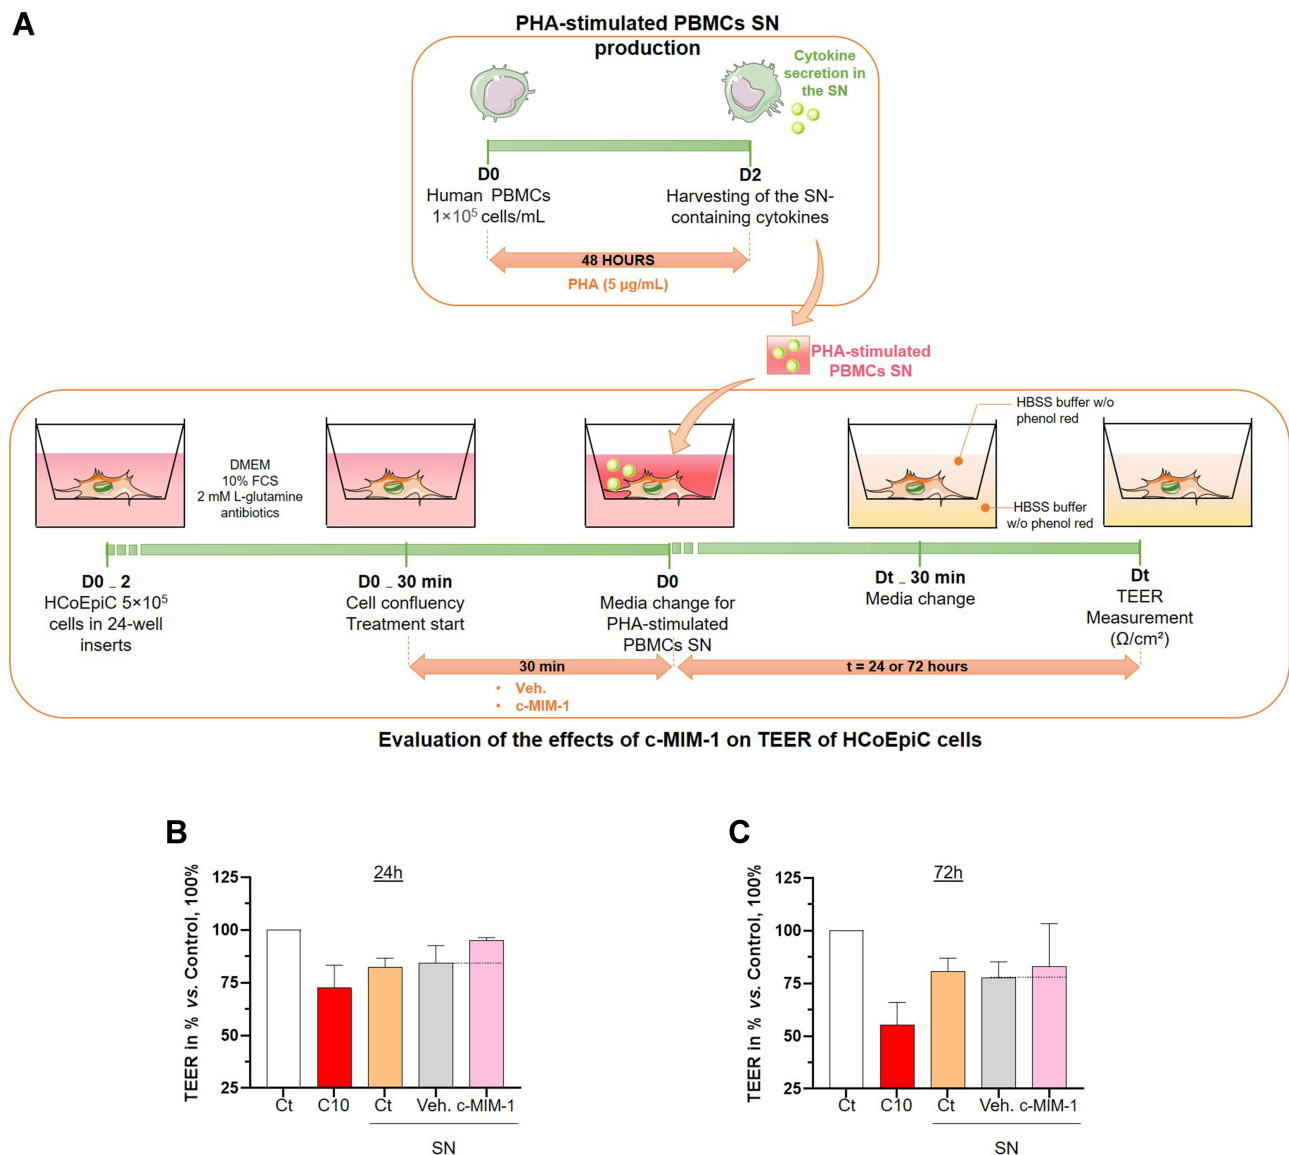 A
PHA-stimulated PBMCs SN
production
Cytokine
secretion in
the SN
D0
Human PBMCs
1×10⁵ cells/mL
D2
Harvesting of the SN-
containing cytokines
48 HOURS
PHA (5 µg/mL)
PHA-stimulated
PBMCs SN
HBSS buffer w/o
phenol red
DMEM
10% FCS
2 mM L-glutamine
antibiotics
HBSS buffer
w/o phenol red
D0 _ 2
HCoEpiC 5×10⁵
cells in 24-well
inserts
D0 _ 30 min
Cell confluency
Treatment start
D0
Media change for
PHA-stimulated
PBMCs SN
Dt _ 30 min
Media change
Dt
TEER
Measurement
(Ω/cm²)
30 min
• Veh.
• c-MIM-1
t = 24 or 72 hours
Evaluation of the effects of c-MIM-1 on TEER of HCoEpiC cells
B
24h
TEER in % vs. Control, 100%
125
100
75
50
25
Ct C10 Ct Veh. c-MIM-1
SN
C
72h
TEER in % vs. Control, 100%
125
100
75
50
25
Ct C10 Ct Veh. c-MIM-1
SN